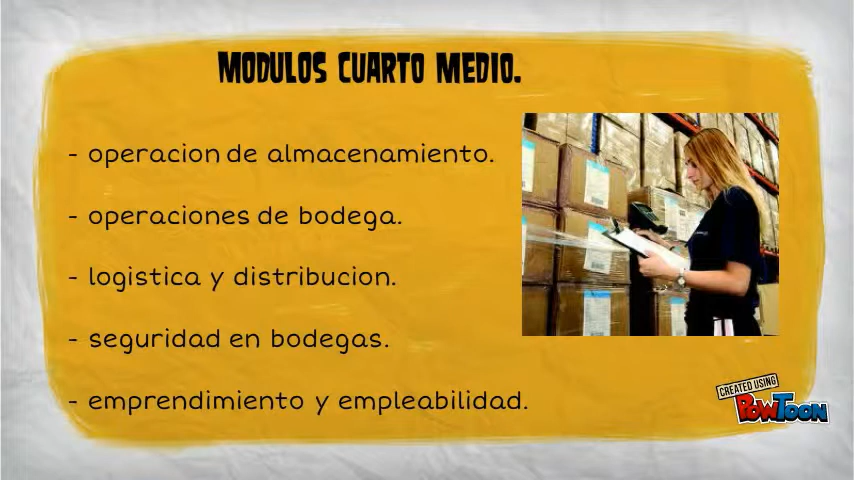 MODULOS CUARTO MEDIO.
- operacion de almacenamiento.
- operaciones de bodega.
- logistica y distribucion.
- seguridad en bodegas.
- emprendimiento y empleabilidad.
CREATED USING
POWTOON